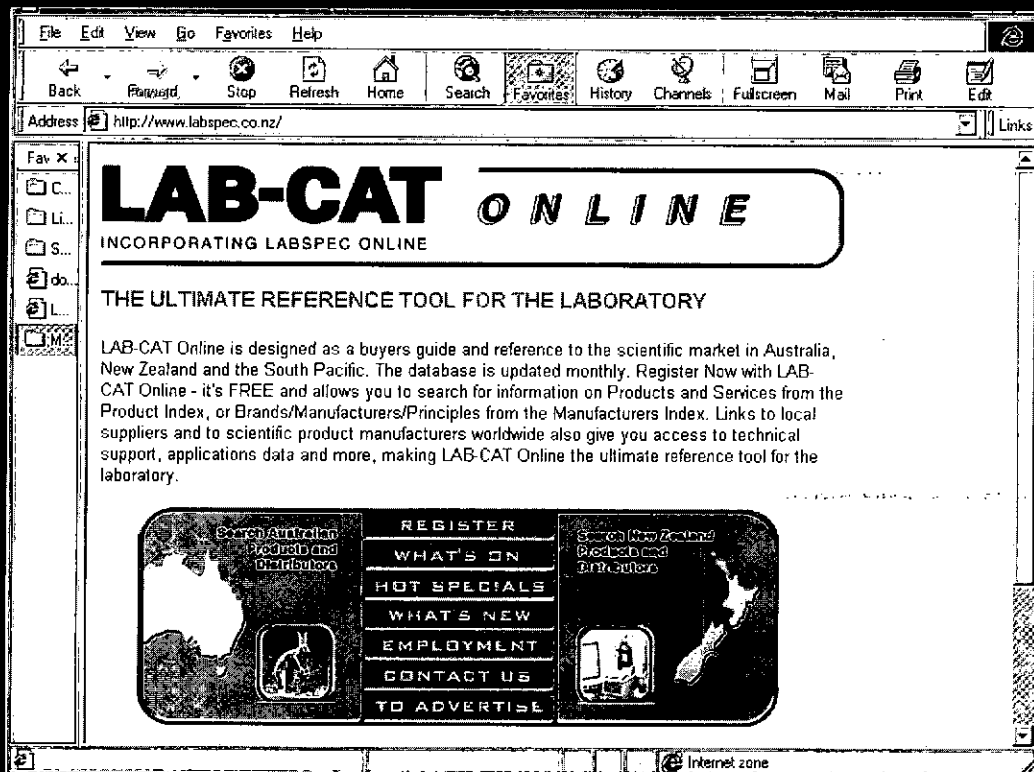 File Edit View Go Favorites Help
Back Forward Stop Refresh Home Search Favorites History Channels Fullscreen Mail Print Edit
Address http://www.labspec.co.nz/ Links
Fav
C...
Li...
S...
do...
L...
M
LAB-CAT ONLINE
INCORPORATING LABSPEC ONLINE
THE ULTIMATE REFERENCE TOOL FOR THE LABORATORY
LAB-CAT Online is designed as a buyers guide and reference to the scientific market in Australia,
New Zealand and the South Pacific. The database is updated monthly. Register Now with LAB-
CAT Online - it's FREE and allows you to search for information on Products and Services from the
Product Index, or Brands/Manufacturers/Principles from the Manufacturers Index. Links to local
suppliers and to scientific product manufacturers worldwide also give you access to technical
support, applications data and more, making LAB-CAT Online the ultimate reference tool for the
laboratory.
Search Australian
Products and
Distributors
REGISTER
WHAT'S ON
HOT SPECIALS
WHAT'S NEW
EMPLOYMENT
CONTACT US
TO ADVERTISE
Search New Zealand
Products and
Distributors
Internet zone